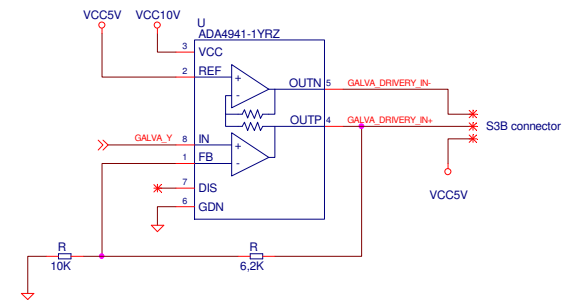 VCC5V VCC10V
U
ADA4941-1YRZ
3 VCC
2 REF
OUTN 5 GALVA_DRIVERY_IN-
OUTP 4 GALVA_DRIVERY_IN+
S3B connector
GALVA_Y 8 IN
1 FB
7 DIS
6 GDN
VCC5V
R
10K
R
6,2K
+
-
+
-